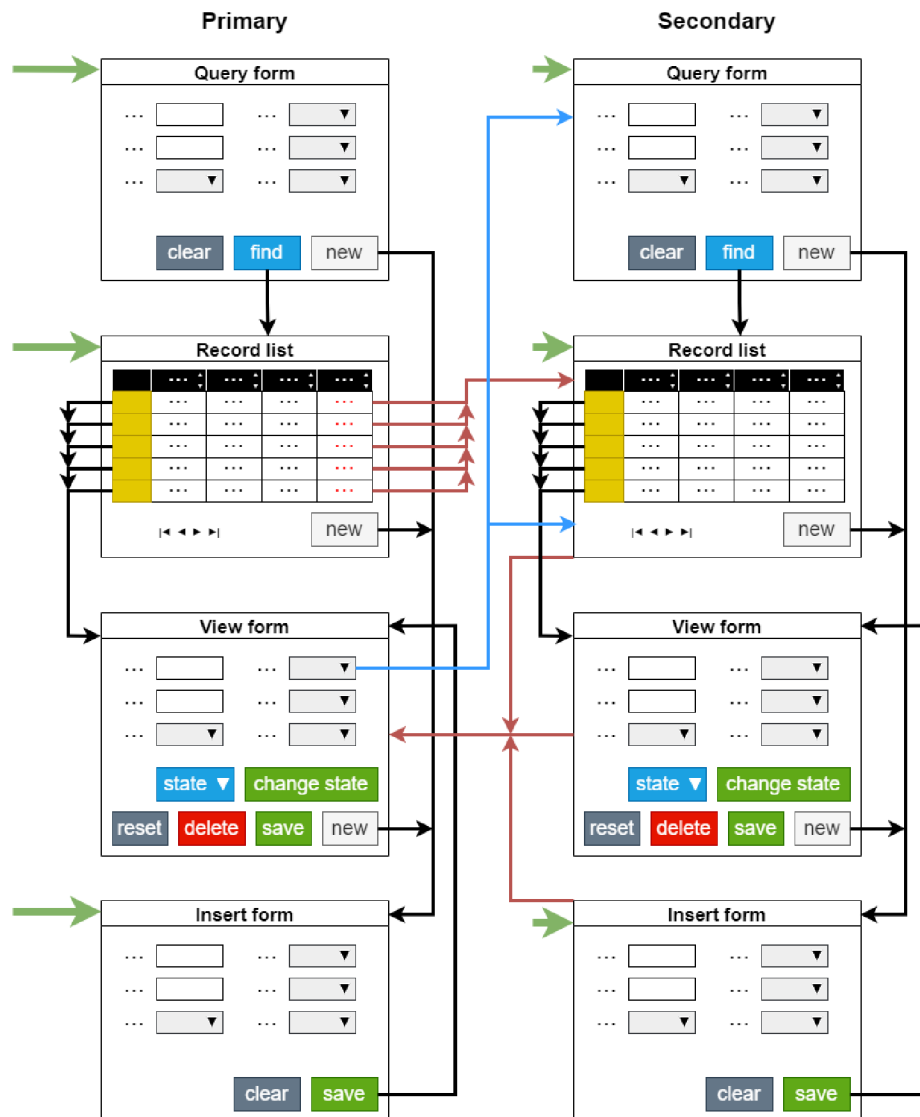 Primary Secondary
Query form Query form
... ... ... ...
... ... ... ...
... ... ... ...
clear find new clear find new
Record list Record list
... ... ... ... ... ... ... ...
... ... ... ... ... ... ... ...
... ... ... ... ... ... ... ...
... ... ... ... ... ... ... ...
... ... ... ... ... ... ... ...
... ... ... ... ... ... ... ...
new new
View form View form
... ... ... ...
... ... ... ...
... ... ... ...
state ▼ change state state ▼ change state
reset delete save new reset delete save new
Insert form Insert form
... ... ... ...
... ... ... ...
... ... ... ...
clear save clear save